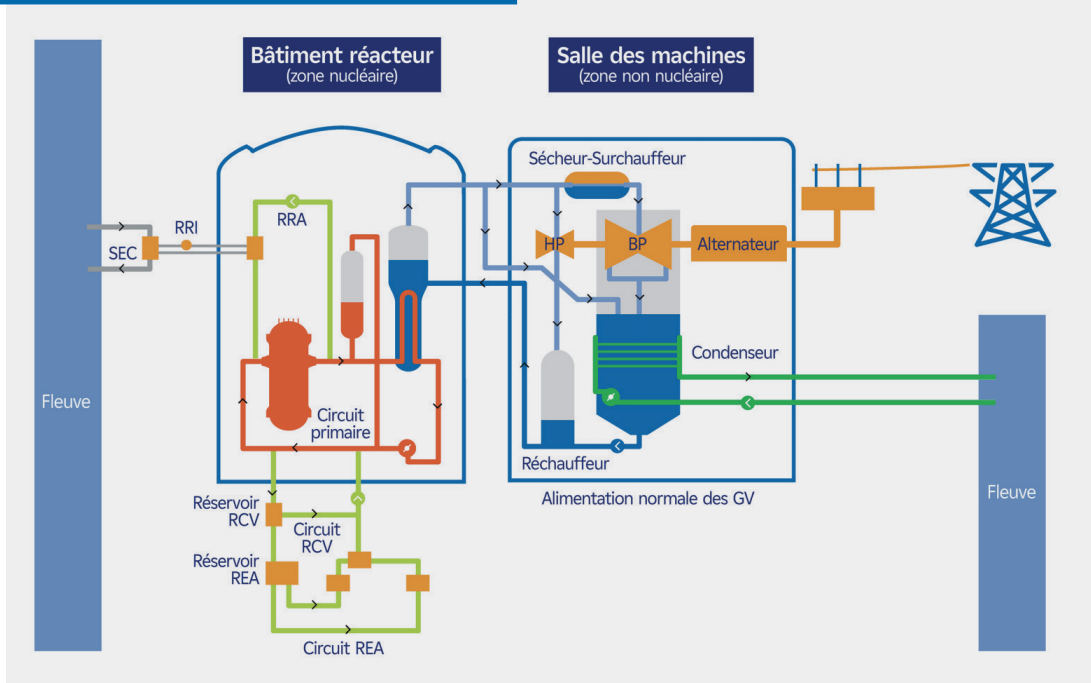 Bâtiment réacteur
(zone nucléaire)
Salle des machines
(zone non nucléaire)
Sécheur-Surchauffeur
RRA
RRI
SEC
HP
BP
Alternateur
Condenseur
Fleuve
Circuit
primaire
Réchauffeur
Fleuve
Alimentation normale des GV
Réservoir
RCV
Circuit
RCV
Réservoir
REA
Circuit REA